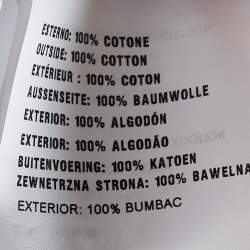 ESTERNO: 100% COTONE
OUTSIDE: 100% COTTON
EXTÉRIEUR : 100% COTON
AUSSENSEITE: 100% BAUMWOLLE
EXTERIOR: 100% ALGODÓN
EXTERIOR: 100% ALGODÃO
BUITENVOERING: 100% KATOEN
ZEWNETRZNA STRONA: 100% BAWELNA
EXTERIOR: 100% BUMBAC